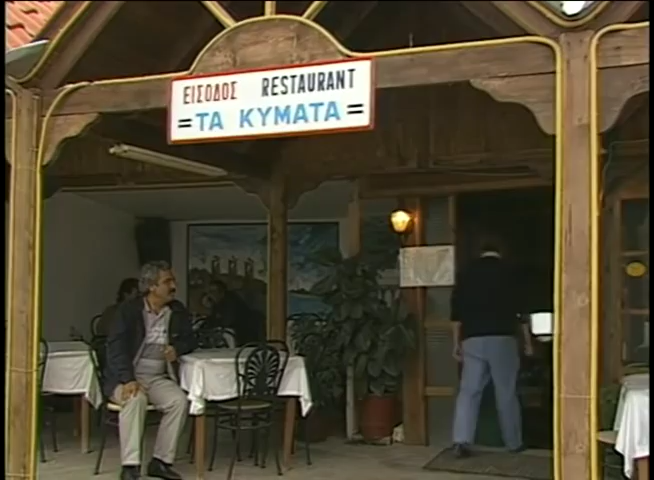 ΕΙΣΟΔΟΣ RESTAURANT
= ΤΑ ΚΥΜΑΤΑ =